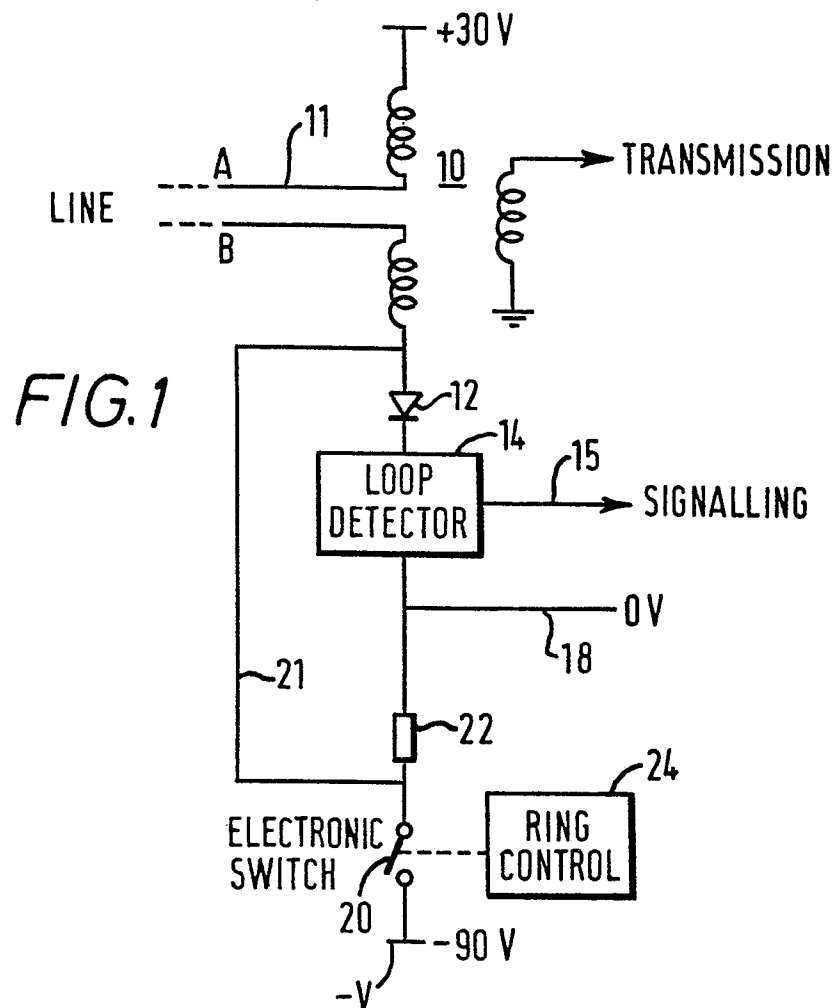 +30 V
11
A
10
TRANSMISSION
LINE
B
FIG.1
12
14
15
LOOP
DETECTOR
SIGNALLING
0V
18
21
22
24
ELECTRONIC
SWITCH
RING
CONTROL
20
-90 V
-V